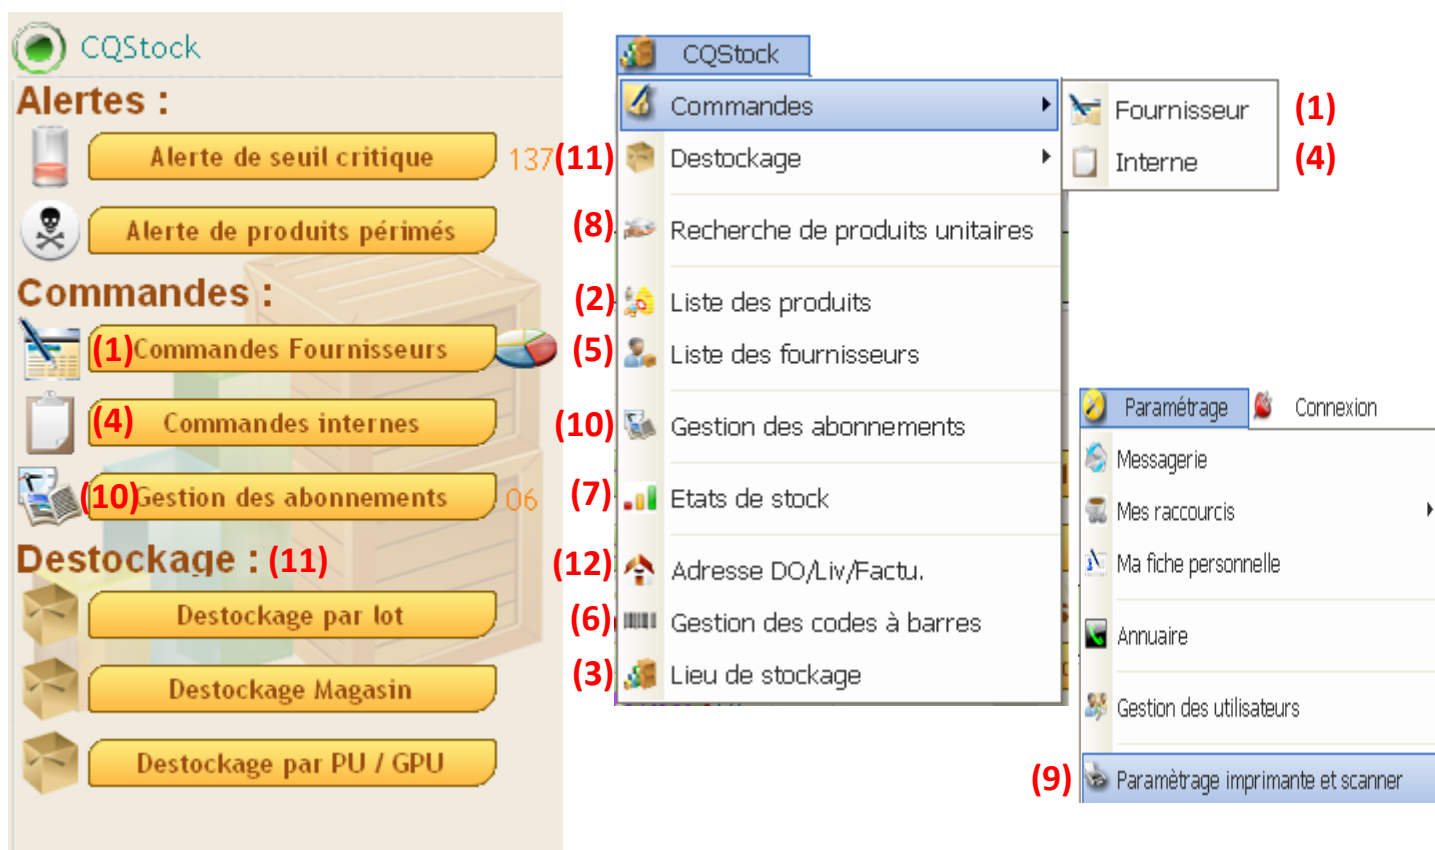 CQStock
Alertes :
Alerte de seuil critique 137
Alerte de produits périmés
Commandes :
(1) Commandes Fournisseurs
(4) Commandes internes
(10) Gestion des abonnements 06
Destockage : (11)
Destockage par lot
Destockage Magasin
Destockage par PU / GPU
CQStock
Commandes
(11) Destockage
(8) Recherche de produits unitaires
(2) Liste des produits
(5) Liste des fournisseurs
(10) Gestion des abonnements
(7) Etats de stock
(12) Adresse DO/Liv/Factu.
(6) Gestion des codes à barres
(3) Lieu de stockage
Fournisseur (1)
Interne (4)
Paramétrage Connexion
Messagerie
Mes raccourcis
Ma fiche personnelle
Annuaire
Gestion des utilisateurs
(9) Paramètrage imprimante et scanner